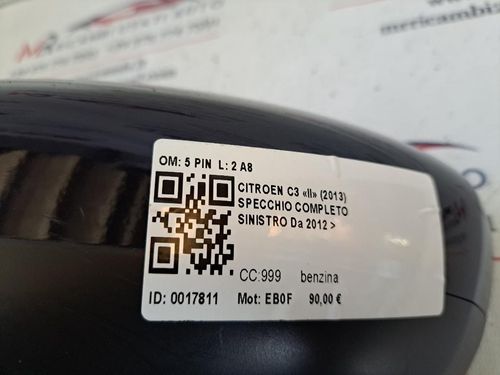 OM: 5 PIN L: 2 A8
CITROEN C3 «II» (2013)
SPECCHIO COMPLETO
SINISTRO Da 2012 >
CC:999 benzina
ID: 0017811 Mot: EB0F 90,00 €